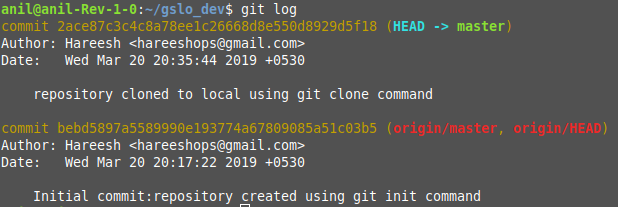 anil@anil-Rev-1-0:~/gslo_dev$ git log
commit 2ace87c3c4c8a78ee1c26668d8e550d8929d5f18 (HEAD -> master)
Author: Hareesh <hareeshops@gmail.com>
Date:   Wed Mar 20 20:35:44 2019 +0530
repository cloned to local using git clone command
commit bebd5897a5589990e193774a67809085a51c03b5 (origin/master, origin/HEAD)
Author: Hareesh <hareeshops@gmail.com>
Date:   Wed Mar 20 20:17:22 2019 +0530
Initial commit:repository created using git init command